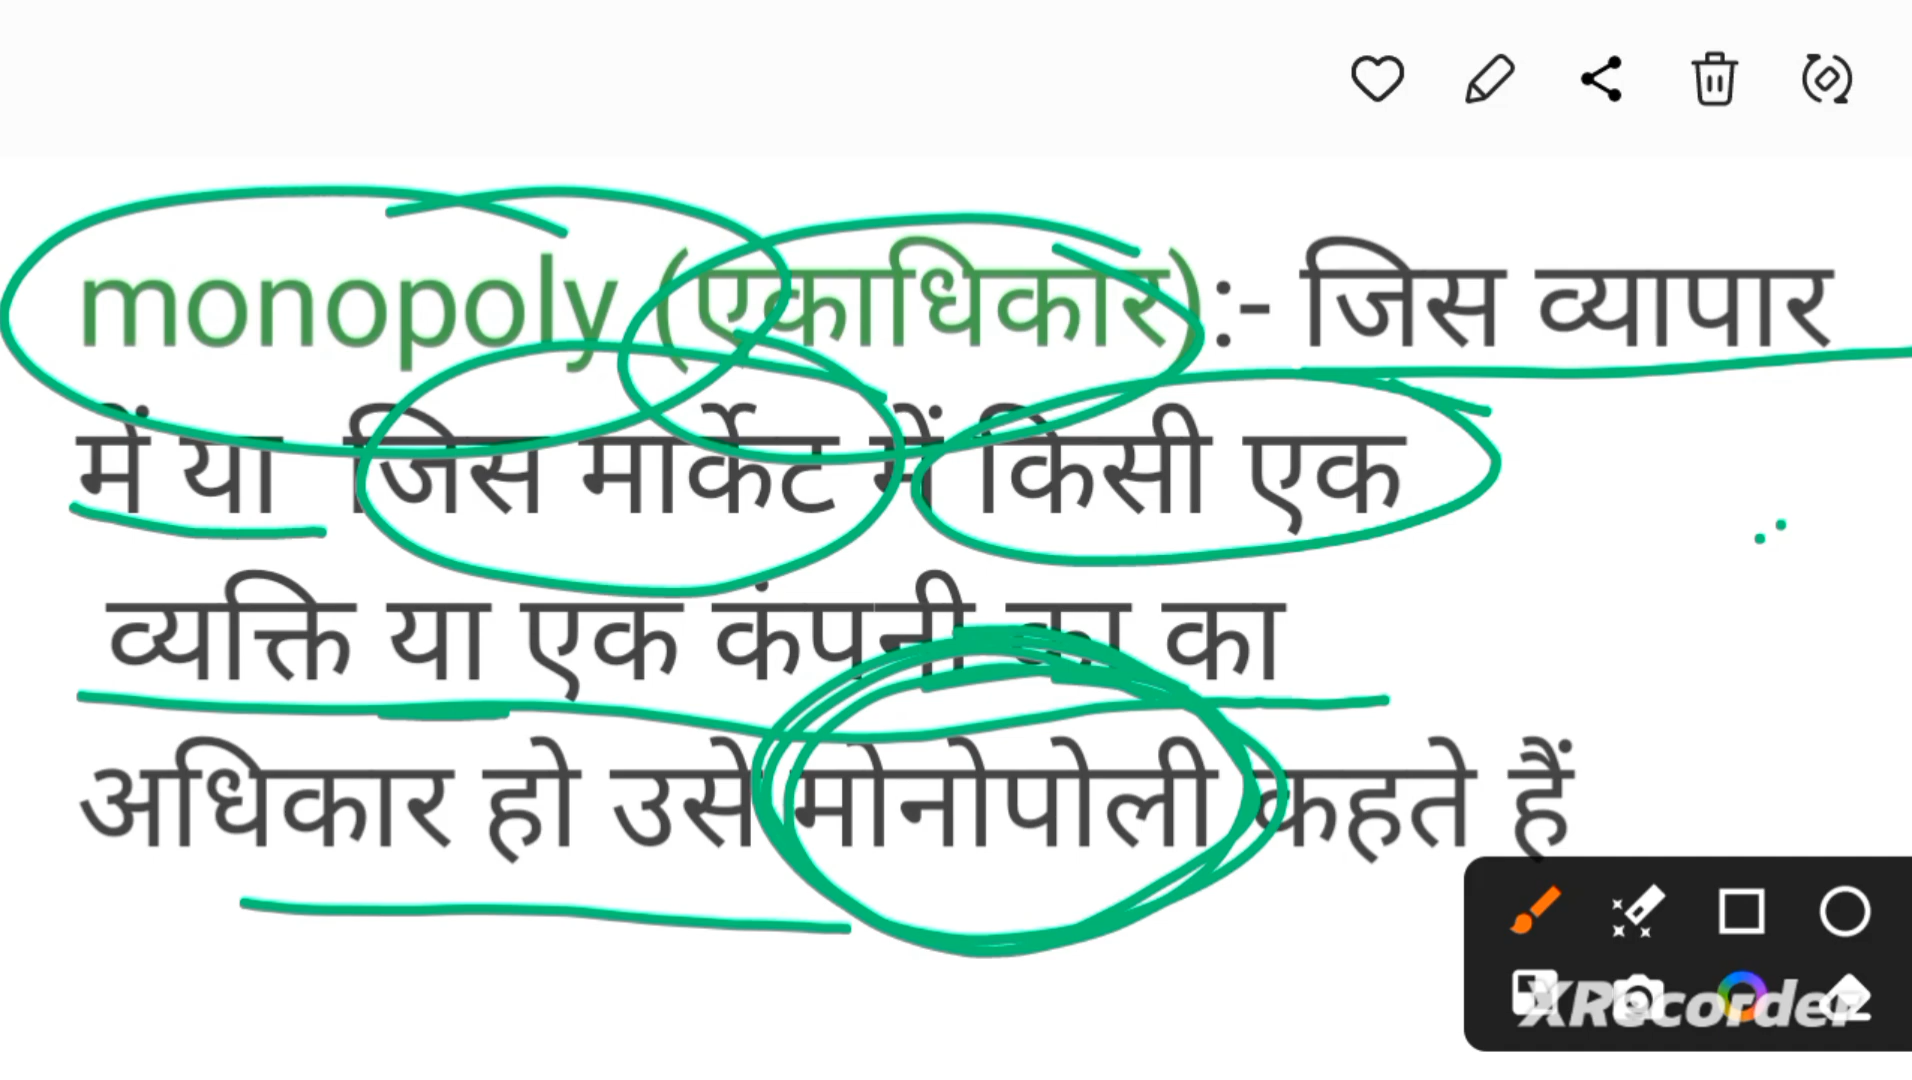 monopoly (एकाधिकार):- जिस व्यापार
में या जिस मार्केट में किसी एक
व्यक्ति या एक कंपनी का का
अधिकार हो उसे मोनोपोली कहते हैं
XRecorder